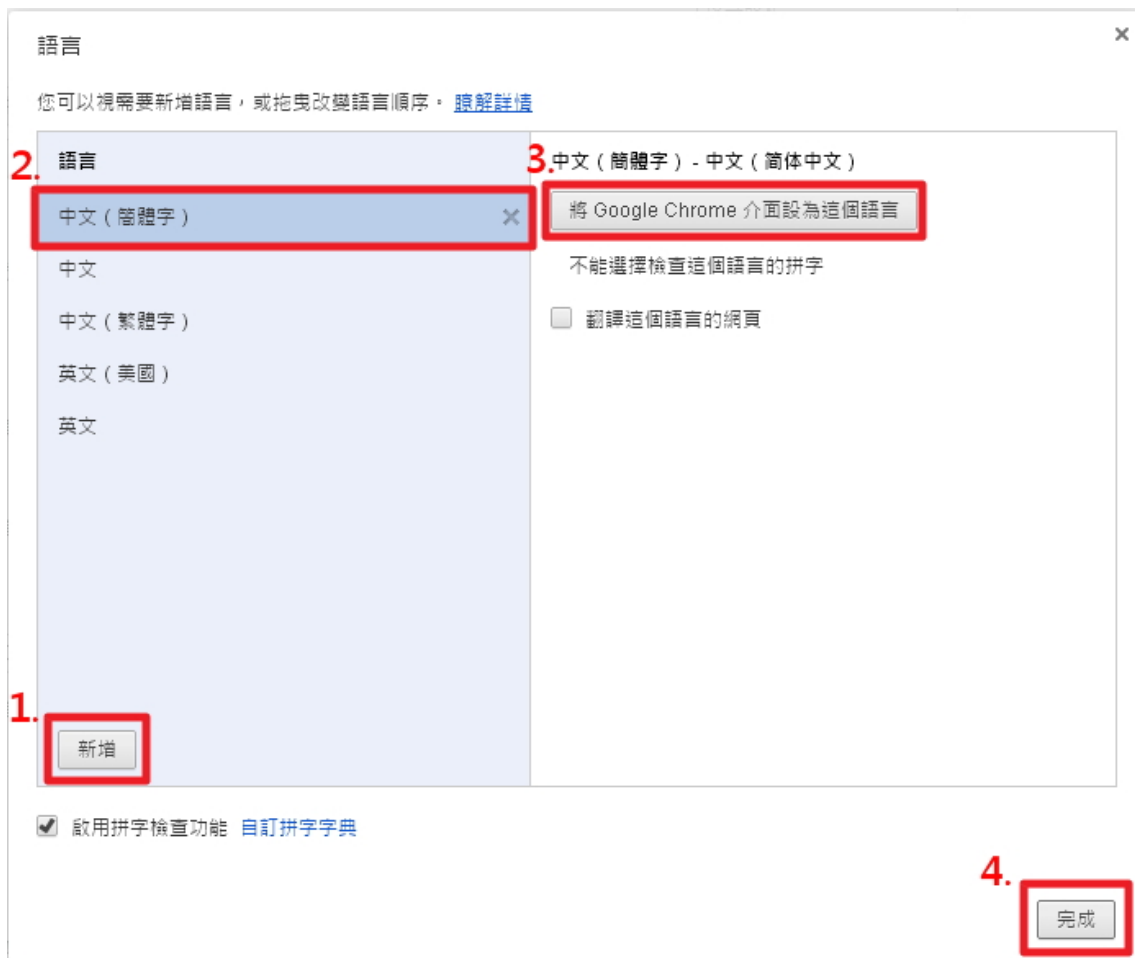 語言
您可以視需要新增語言，或拖曳改變語言順序。 瞭解詳情
2.
語言
中文（簡體字）
中文
中文（繁體字）
英文（美國）
英文
1.
新增
3.
中文（簡體字）- 中文（简体中文）
將 Google Chrome 介面設為這個語言
不能選擇檢查這個語言的拼字
翻譯這個語言的網頁
啟用拼字檢查功能 自訂拼字字典
4.
完成